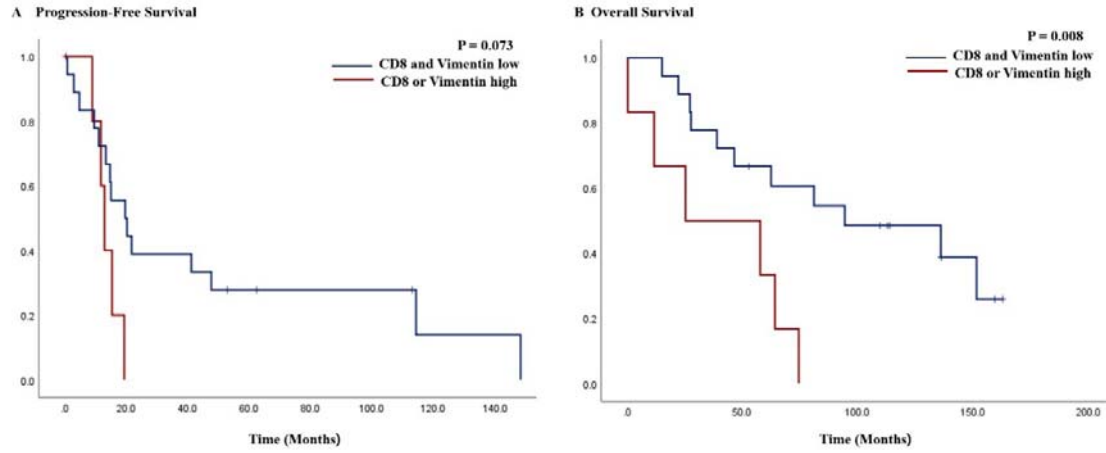 A Progression-Free Survival
P = 0.073
CD8 and Vimentin low
CD8 or Vimentin high
1.0
0.8
0.6
0.4
0.2
0.0
.0 20.0 40.0 60.0 80.0 100.0 120.0 140.0
Time (Months)
B Overall Survival
P = 0.008
CD8 and Vimentin low
CD8 or Vimentin high
1.0
0.8
0.6
0.4
0.2
0.0
.0 50.0 100.0 150.0 200.0
Time (Months)